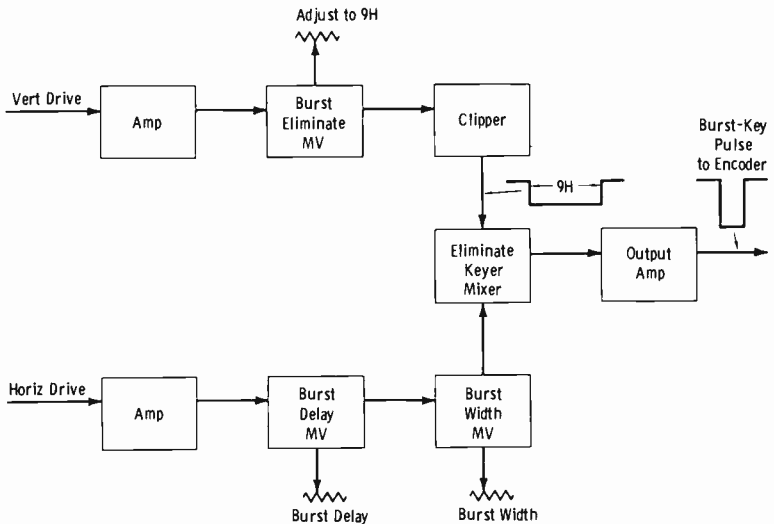 Adjust to 9H
Vert Drive
Amp
Burst
Eliminate
MV
Clipper
Burst-Key
Pulse
to Encoder
9H
Eliminate
Keyer
Mixer
Output
Amp
Horiz Drive
Amp
Burst
Delay
MV
Burst
Width
MV
Burst Delay
Burst Width